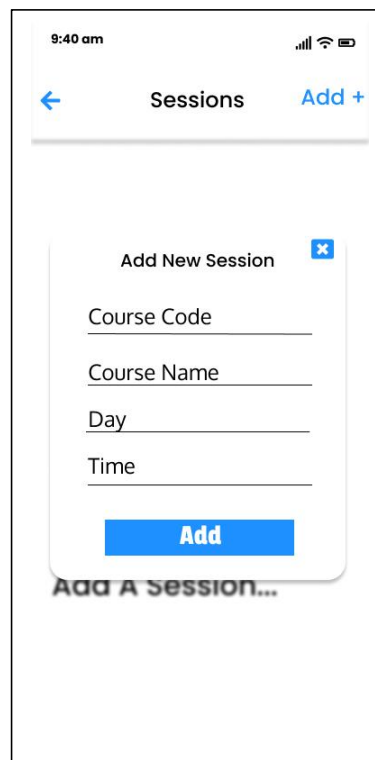 9:40 am
Sessions Add +
Add New Session
Course Code
Course Name
Day
Time
Add
Add A Session...